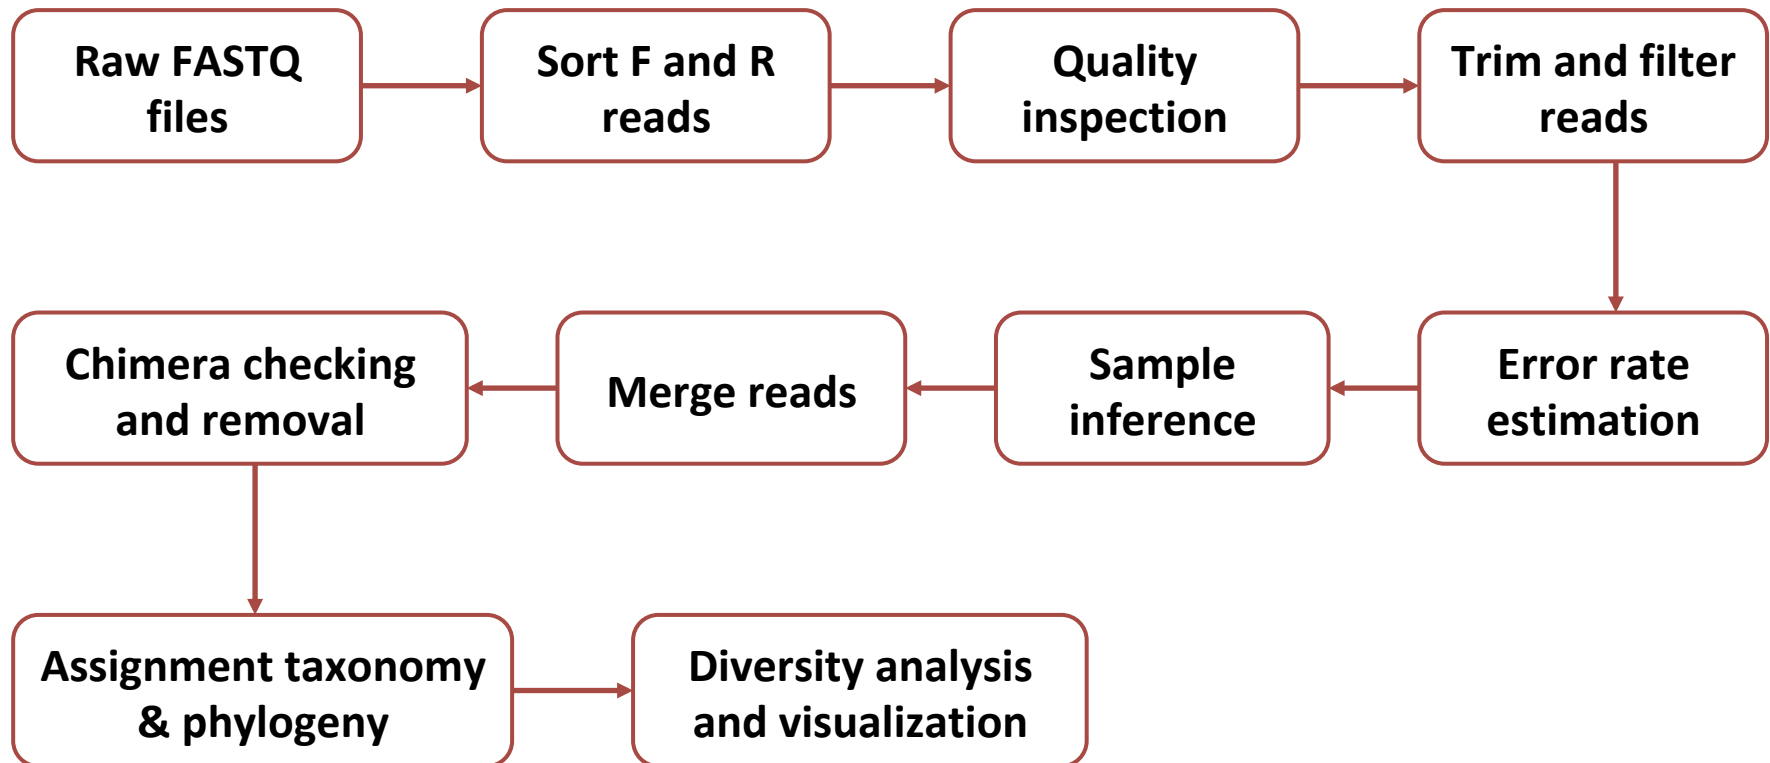 Raw FASTQ
files
Sort F and R
reads
Quality
inspection
Trim and filter
reads
Error rate
estimation
Sample
inference
Merge reads
Chimera checking
and removal
Assignment taxonomy
& phylogeny
Diversity analysis
and visualization